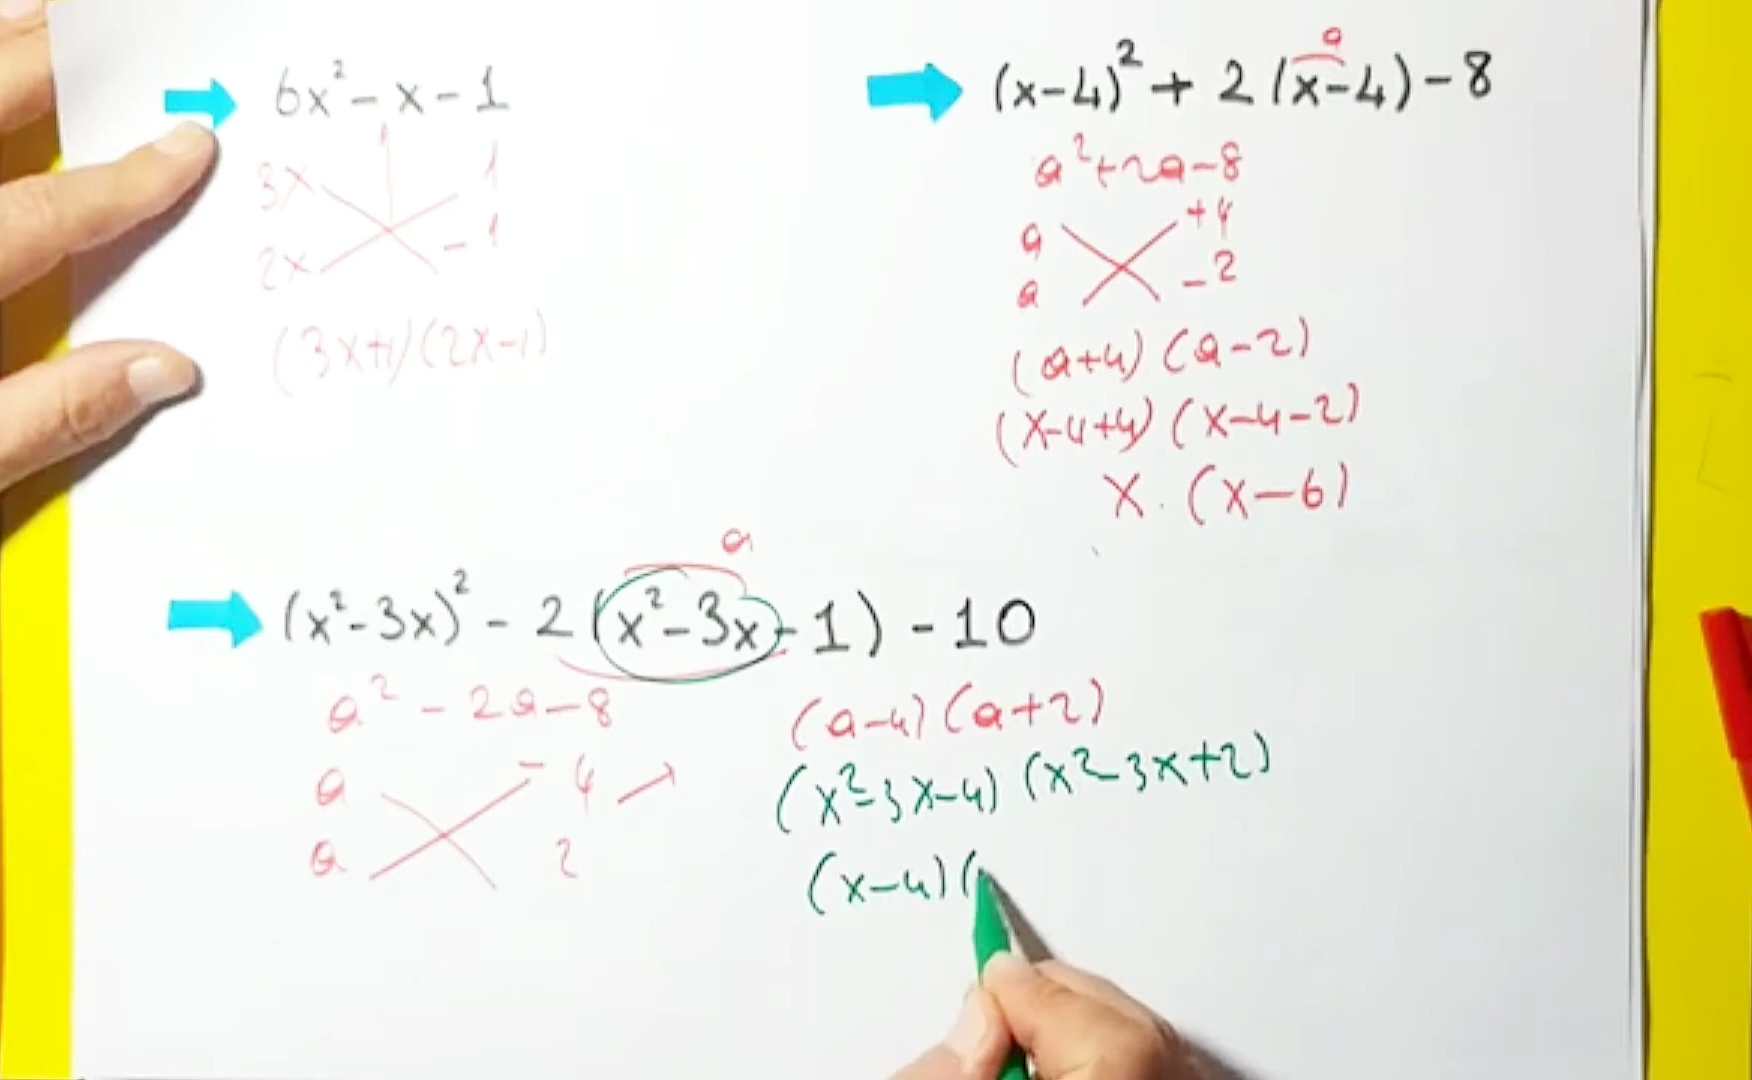 6x² - x - 1
3x 1
2x - 1
(3x+1)(2x-1)
a
(x-4)² + 2(x-4) - 8
a² + 2a - 8
a +4
a -2
(a+4)(a-2)
(x-4+4)(x-4-2)
x . (x-6)
a
(x²-3x)² - 2(x²-3x-1) - 10
a² - 2a - 8
a - 4
a 2
(a-4)(a+2)
(x²-3x-4)(x²-3x+2)
(x-4)(